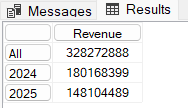 Messages Results
Revenue
All 328272888
2024 180168399
2025 148104489